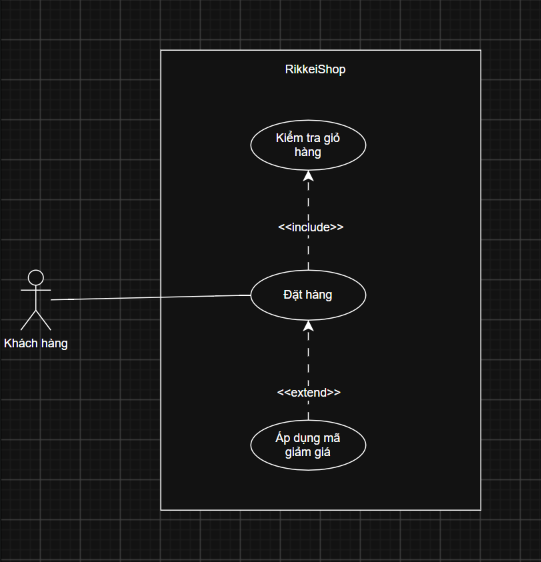 RikkeiShop
Kiểm tra giỏ
hàng
<<include>>
Đặt hàng
Khách hàng
<<extend>>
Áp dụng mã
giảm giá